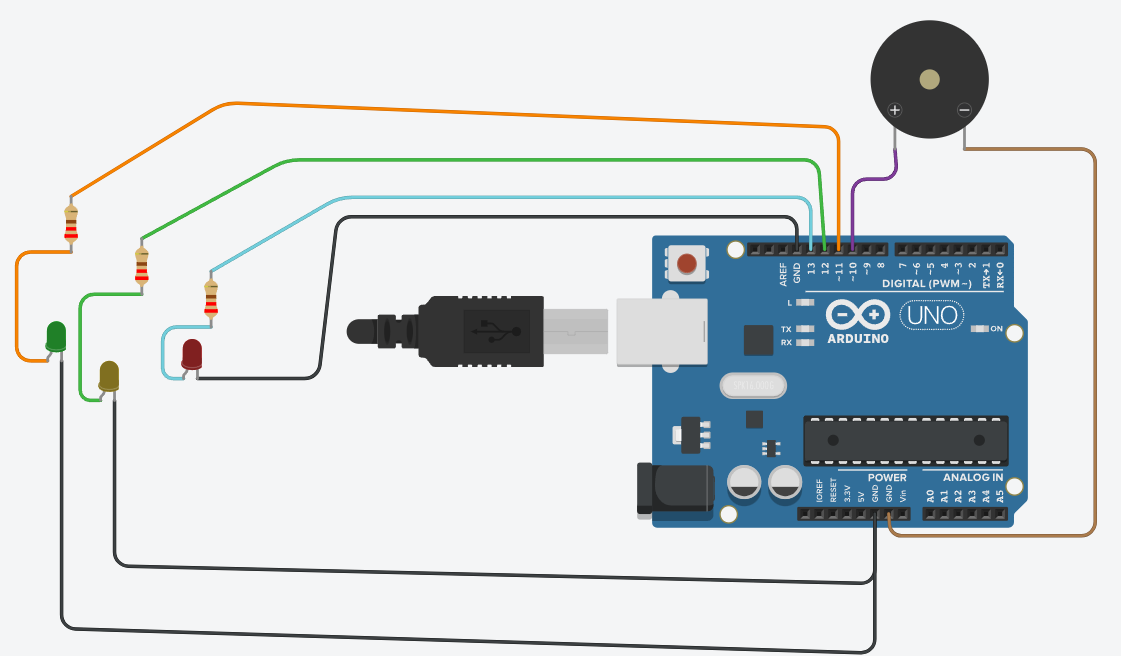 + −
AREF
GND
13
12
~11
~10
~9
8
7
~6
~5
4
~3
2
TX→1
RX←0
DIGITAL (PWM~)
L
TX
RX
ARDUINO
UNO
ON
POWER
ANALOG IN
IOREF
RESET
3.3V
5V
GND
GND
Vin
A0
A1
A2
A3
A4
A5